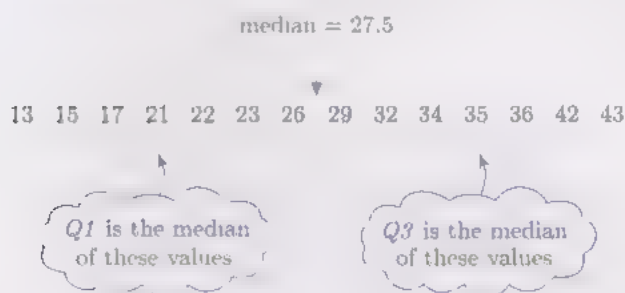 median = 27.5
13 15 17 21 22 23 26 29 32 34 35 36 42 43
Q1 is the median
of these values
Q3 is the median
of these values